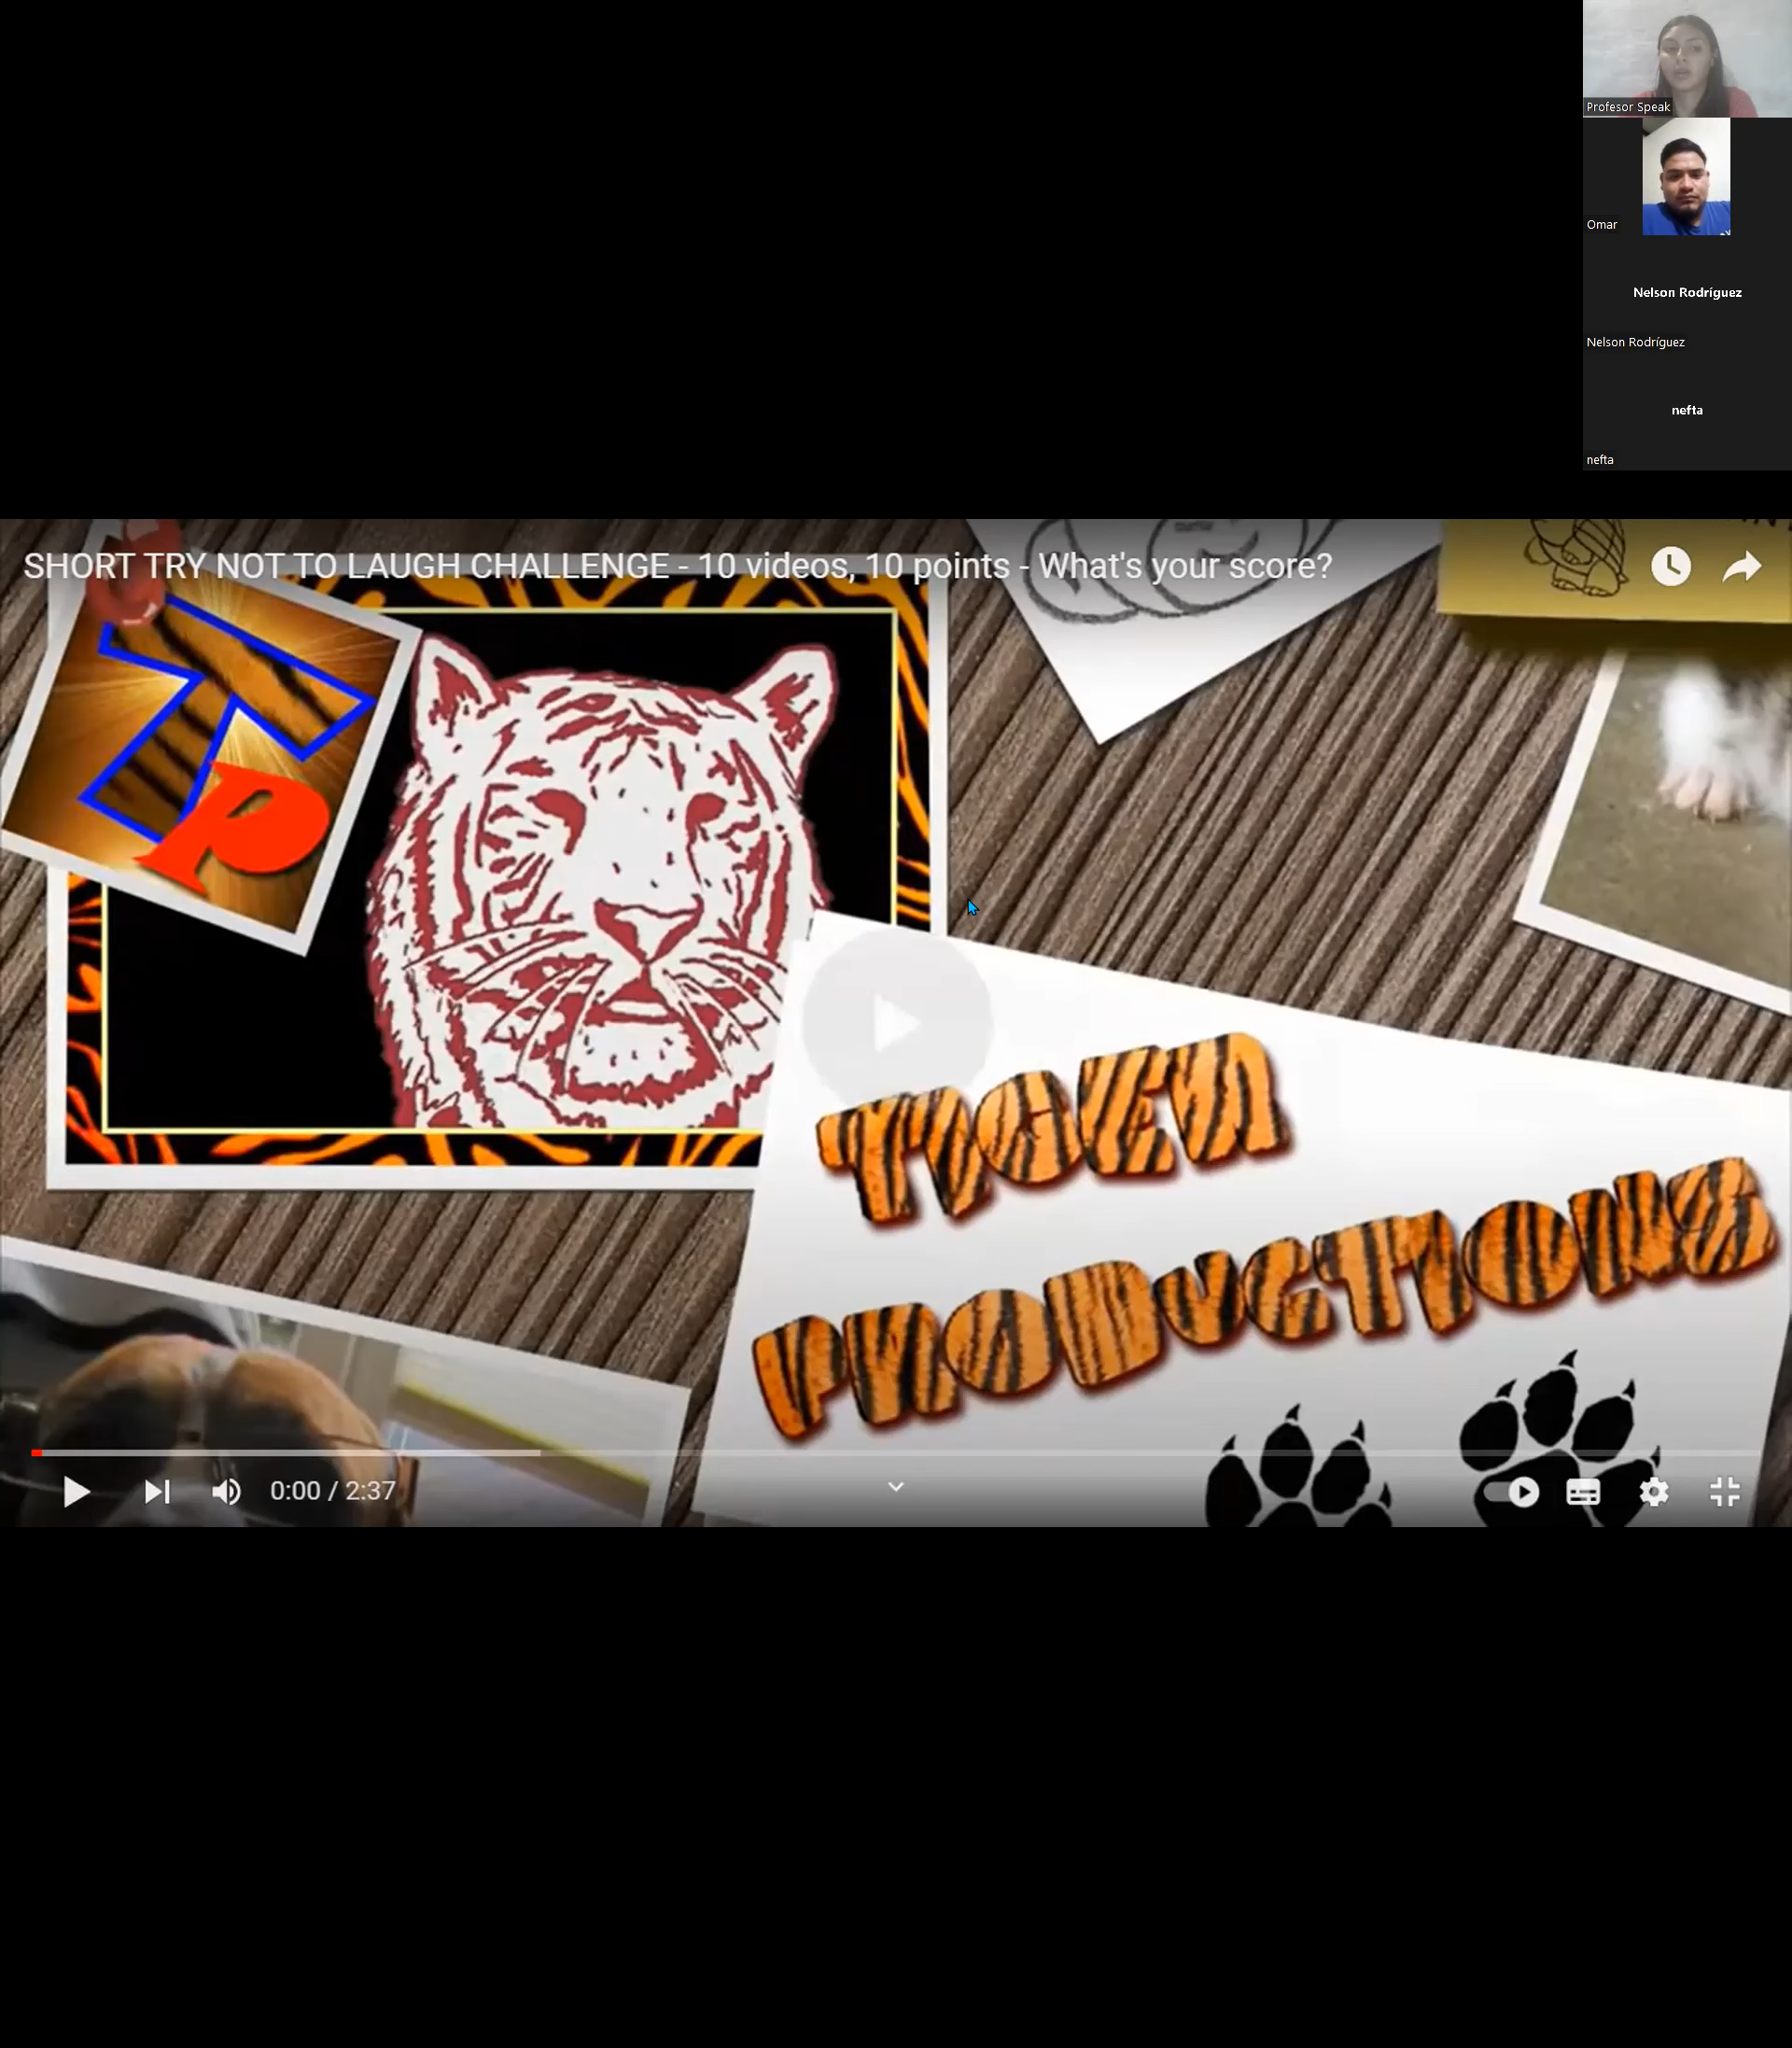 Profesor Speak
Omar
Nelson Rodríguez
Nelson Rodríguez
nefta
nefta
SHORT TRY NOT TO LAUGH CHALLENGE - 10 videos, 10 points - What's your score?
TP
TIGER
PRODUCTIONS
0:00 / 2:37